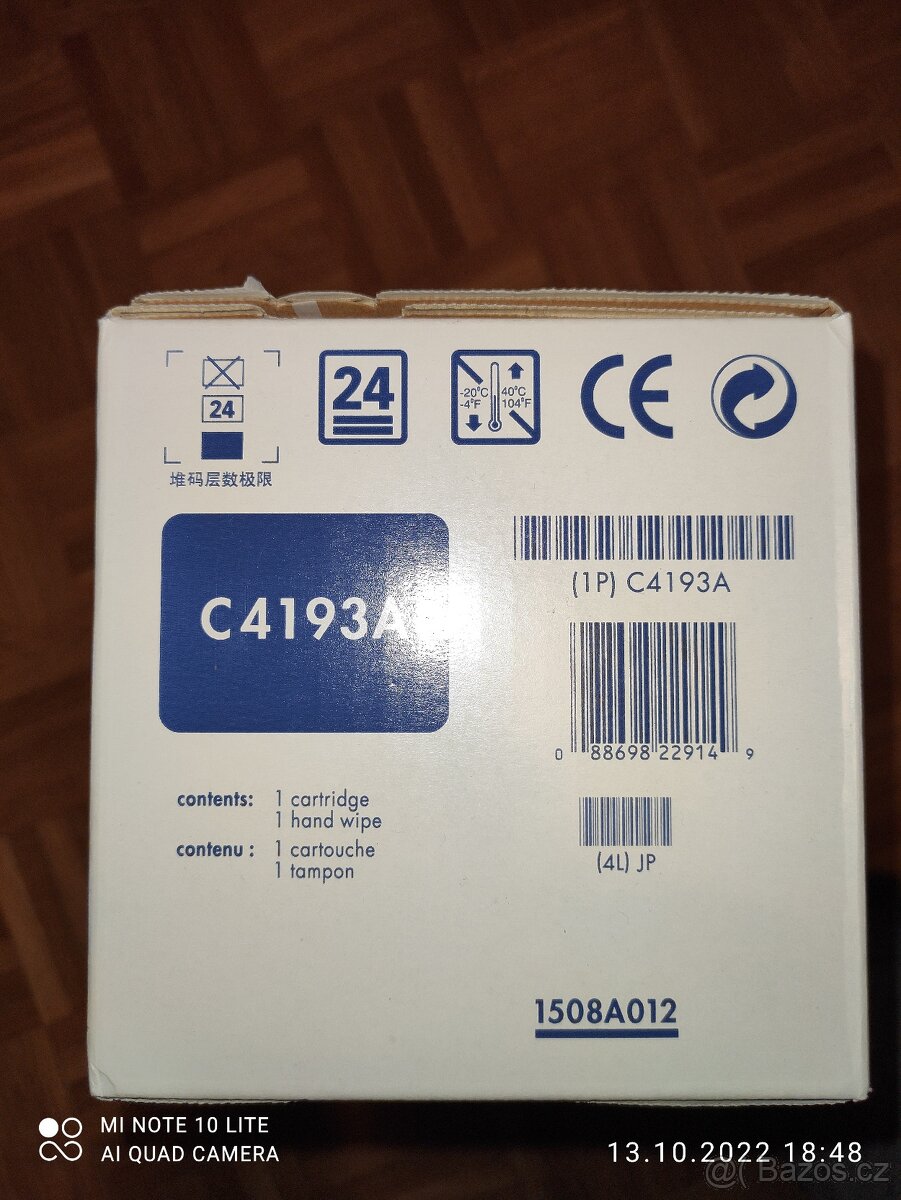 24
24
-20°C
-4°F
40°C
104°F
CE
堆码层数极限
C4193A
(1P) C4193A
0 88698 22914 9
contents: 1 cartridge
1 hand wipe
contenu : 1 cartouche
1 tampon
(4L) JP
1508A012
MI NOTE 10 LITE
AI QUAD CAMERA
13.10.2022 18:48
@( Bazos.cz